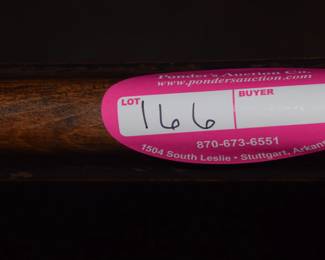 Ponder's Auction Co.
www.pondersauction.com
LOT
166
BUYER
870-673-6551
1504 South Leslie • Stuttgart, Arkans